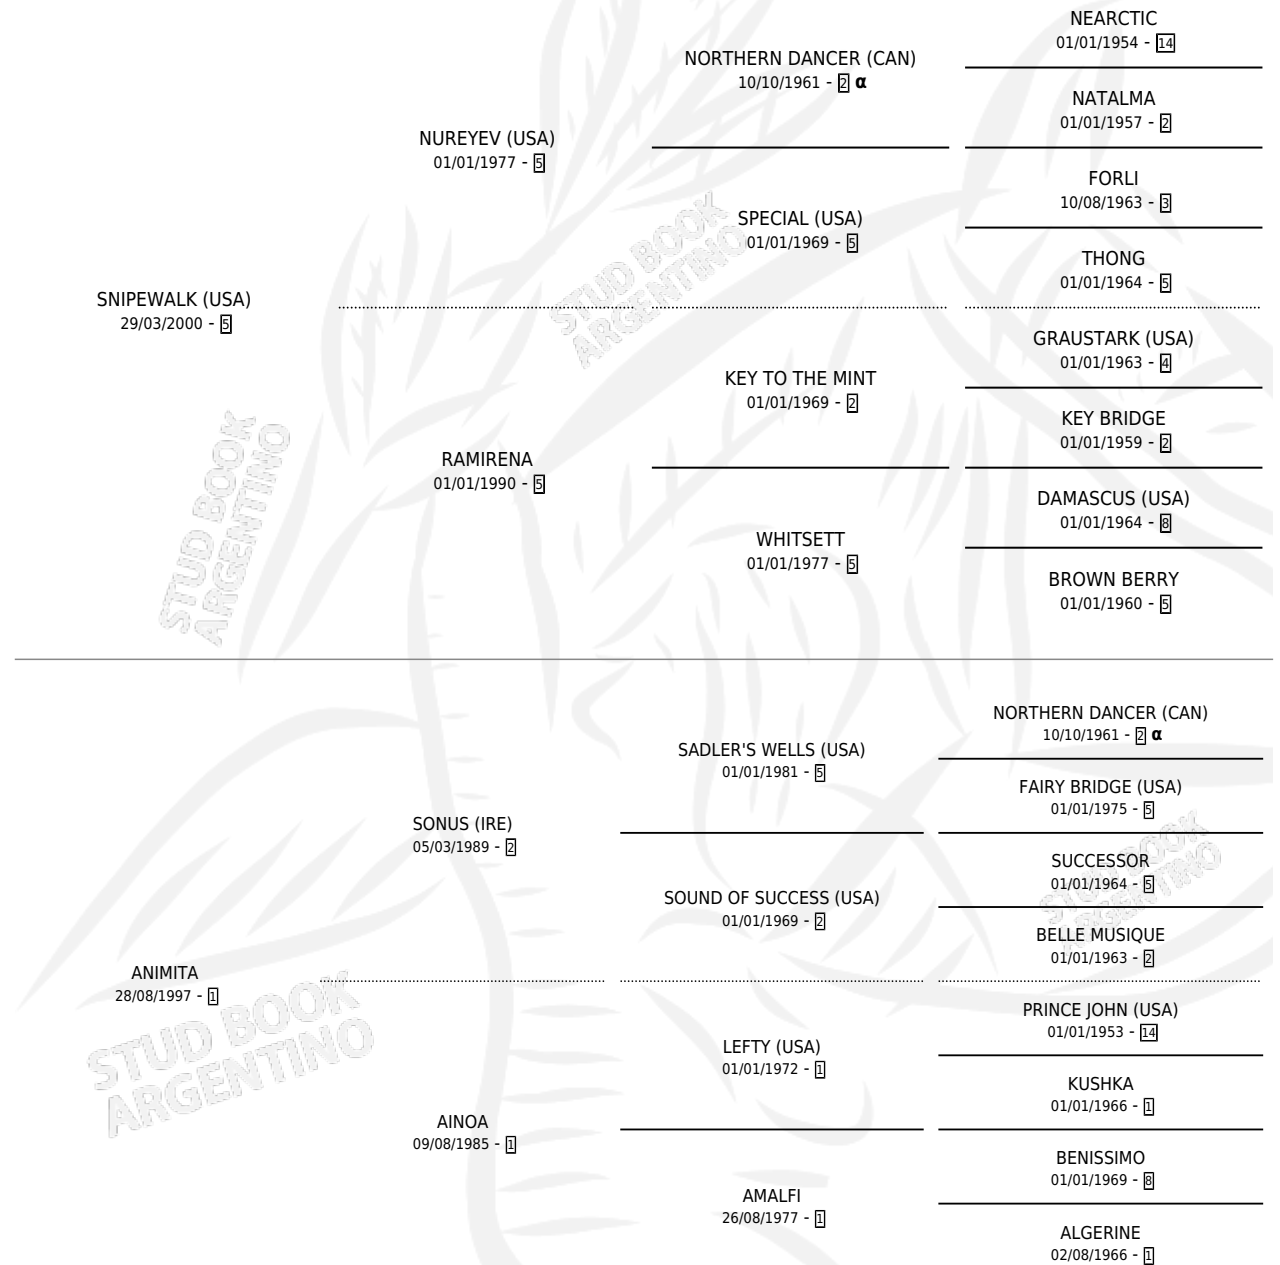 NEARCTIC
01/01/1954 - 14
NORTHERN DANCER (CAN)
10/10/1961 - 2 α
NATALMA
01/01/1957 - 2
NUREYEV (USA)
01/01/1977 - 5
FORLI
10/08/1963 - 3
SPECIAL (USA)
01/01/1969 - 5
THONG
01/01/1964 - 5
STUD BOOK
ARGENTINO
SNIPEWALK (USA)
29/03/2000 - 5
GRAUSTARK (USA)
01/01/1963 - 4
KEY TO THE MINT
01/01/1969 - 2
KEY BRIDGE
01/01/1959 - 2
RAMIRENA
01/01/1990 - 5
DAMASCUS (USA)
01/01/1964 - 8
WHITSETT
01/01/1977 - 5
BROWN BERRY
01/01/1960 - 5
STUD BOOK
ARGENTINO
NORTHERN DANCER (CAN)
10/10/1961 - 2 α
SADLER'S WELLS (USA)
01/01/1981 - 5
FAIRY BRIDGE (USA)
01/01/1975 - 5
SONUS (IRE)
05/03/1989 - 2
SUCCESSOR
01/01/1964 - 5
SOUND OF SUCCESS (USA)
01/01/1969 - 2
BELLE MUSIQUE
01/01/1963 - 2
STUD BOOK
ARGENTINO
ANIMITA
28/08/1997 - 1
PRINCE JOHN (USA)
01/01/1953 - 14
LEFTY (USA)
01/01/1972 - 1
KUSHKA
01/01/1966 - 1
AINOA
09/08/1985 - 1
BENISSIMO
01/01/1969 - 8
AMALFI
26/08/1977 - 1
ALGERINE
02/08/1966 - 1
STUD BOOK
ARGENTINO